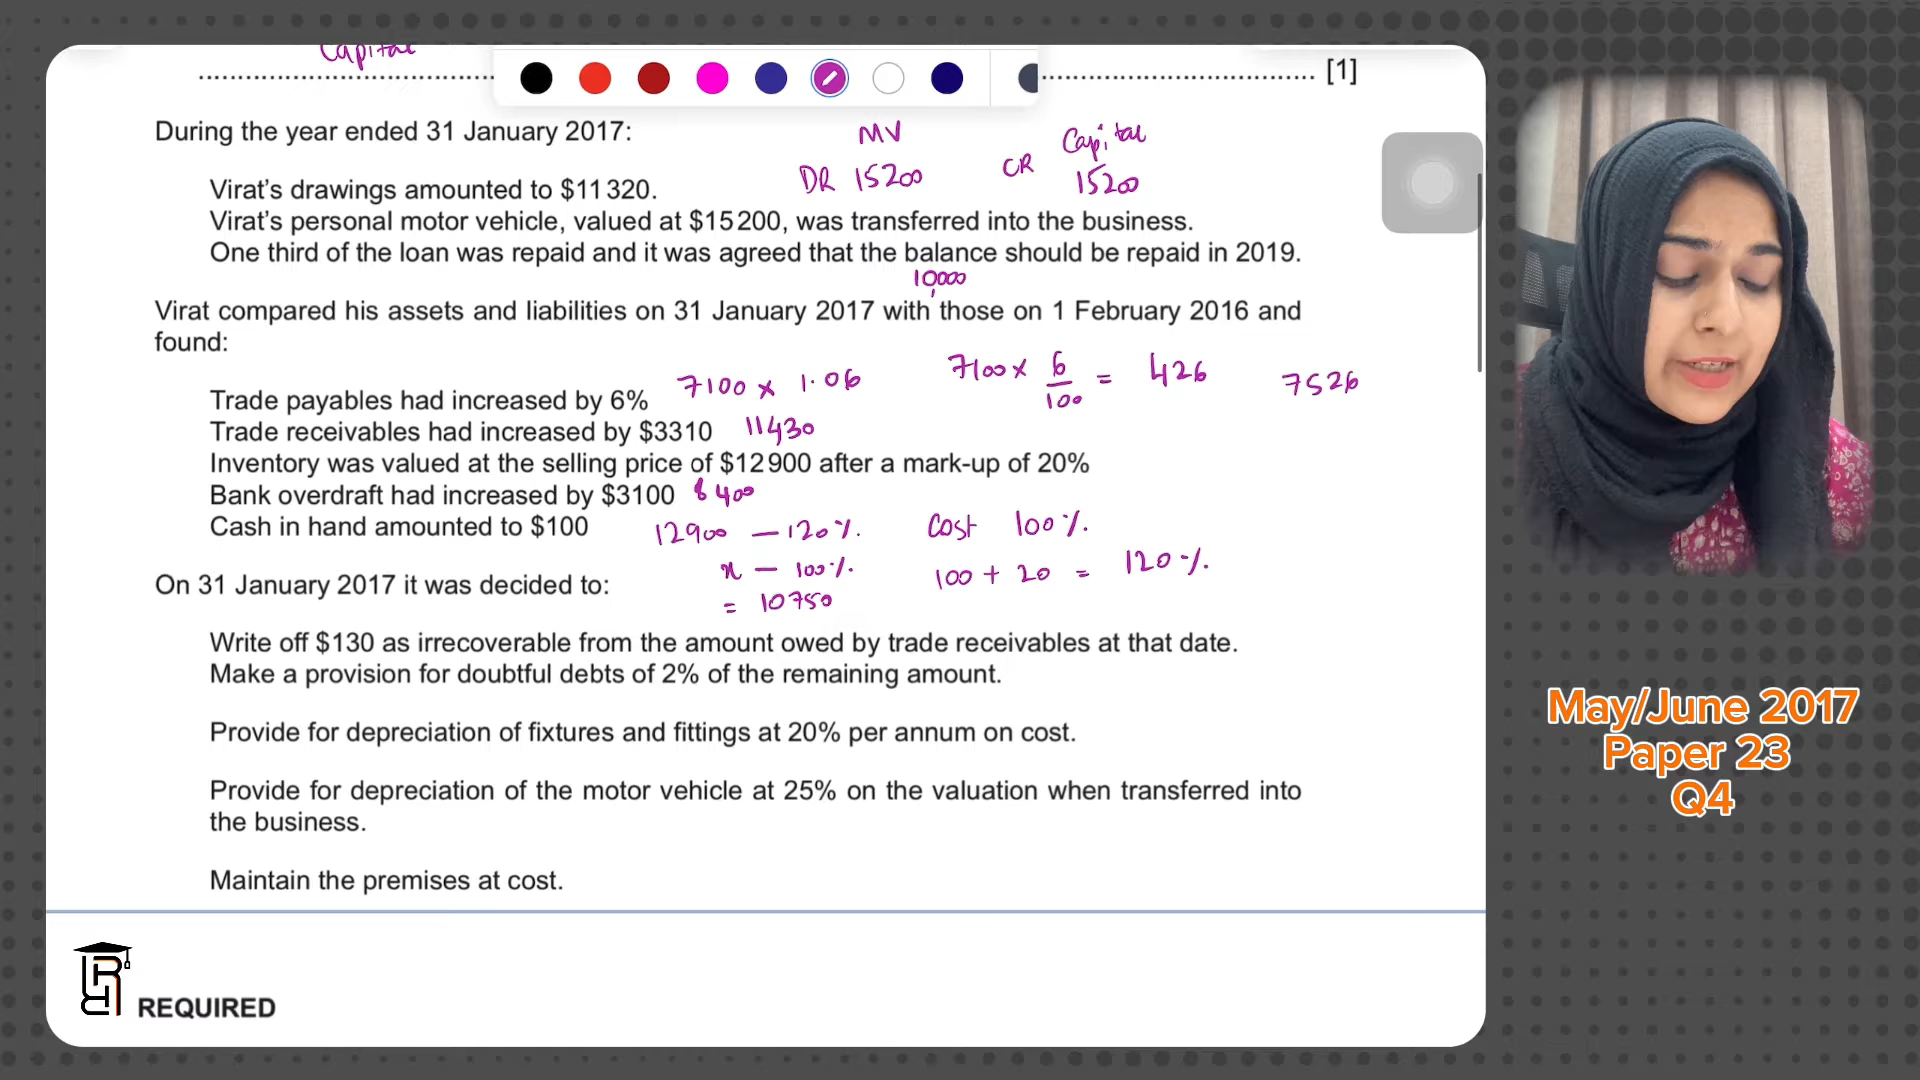 Capital
[1]
During the year ended 31 January 2017:
MV
Capital
DR 15200
CR
15200
Virat’s drawings amounted to $11 320.
Virat’s personal motor vehicle, valued at $15 200, was transferred into the business.
One third of the loan was repaid and it was agreed that the balance should be repaid in 2019.
10,000
Virat compared his assets and liabilities on 31 January 2017 with those on 1 February 2016 and
found:
7100 x 1.06
7100 x 6/100 = 426
7526
Trade payables had increased by 6%
Trade receivables had increased by $3310 11430
Inventory was valued at the selling price of $12 900 after a mark-up of 20%
Bank overdraft had increased by $3100 8400
Cash in hand amounted to $100
12900 — 120%.
Cost 100%.
x — 100%.
100 + 20 = 120%.
= 10750
On 31 January 2017 it was decided to:
Write off $130 as irrecoverable from the amount owed by trade receivables at that date.
Make a provision for doubtful debts of 2% of the remaining amount.
Provide for depreciation of fixtures and fittings at 20% per annum on cost.
Provide for depreciation of the motor vehicle at 25% on the valuation when transferred into
the business.
Maintain the premises at cost.
REQUIRED
May/June 2017
Paper 23
Q4